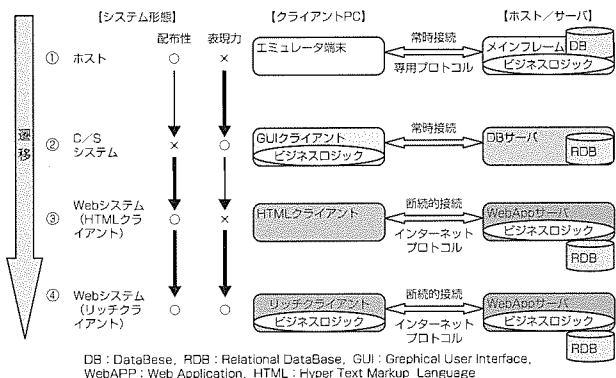 【システム形態】 【クライアントPC】 【ホスト／サーバ】
配布性 表現力
① ホスト ○ × エミュレータ端末 常時接続 専用プロトコル メインフレーム DB ビジネスロジック
遷移
② C／S システム × ○ GUIクライアント ビジネスロジック 常時接続 DBサーバ RDB
③ Webシステム （HTMLクライアント） ○ × HTMLクライアント 断続的接続 インターネット プロトコル WebAppサーバ ビジネスロジック RDB
④ Webシステム （リッチクライアント） ○ ○ リッチクライアント ビジネスロジック 断続的接続 インターネット プロトコル WebAppサーバ ビジネスロジック RDB
DB：DataBese，RDB：Relational DataBase，GUI：Grephical User Interface，
WebAPP：Web Application，HTML：Hyper Text Markup Language